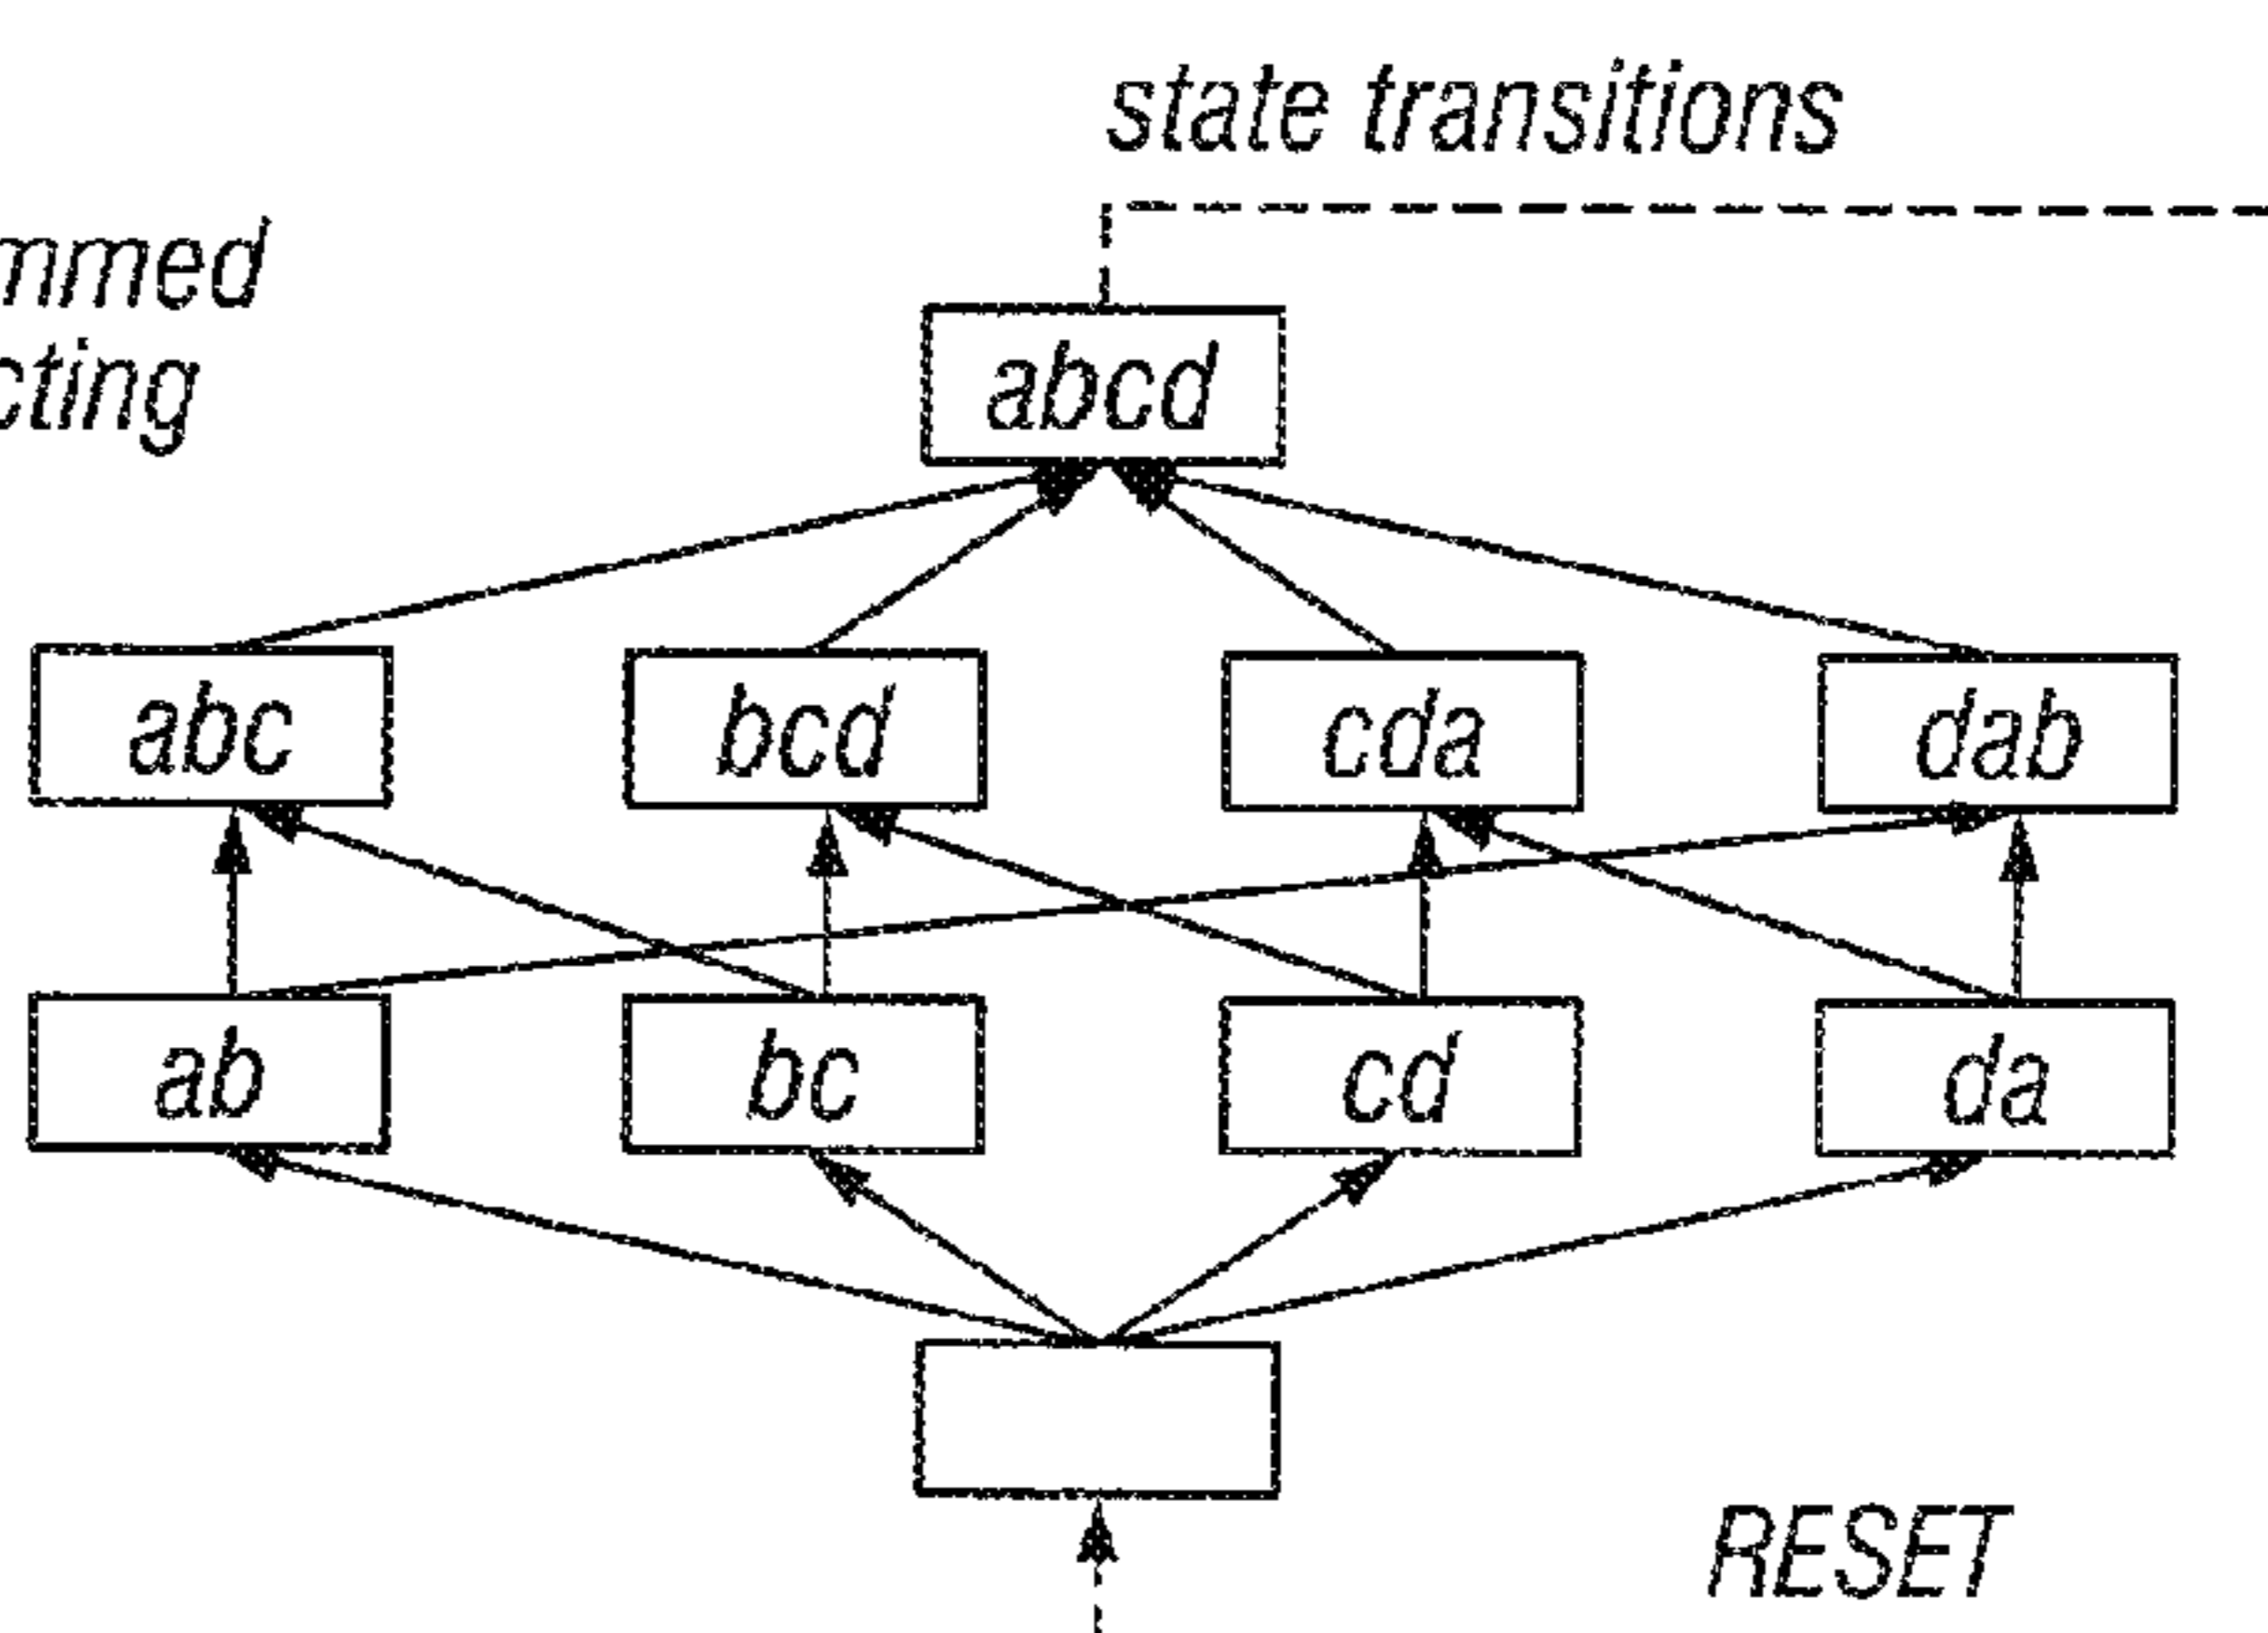 state transitions
mmed
cting
abcd
abc bcd cda dab
ab bc cd da
RESET